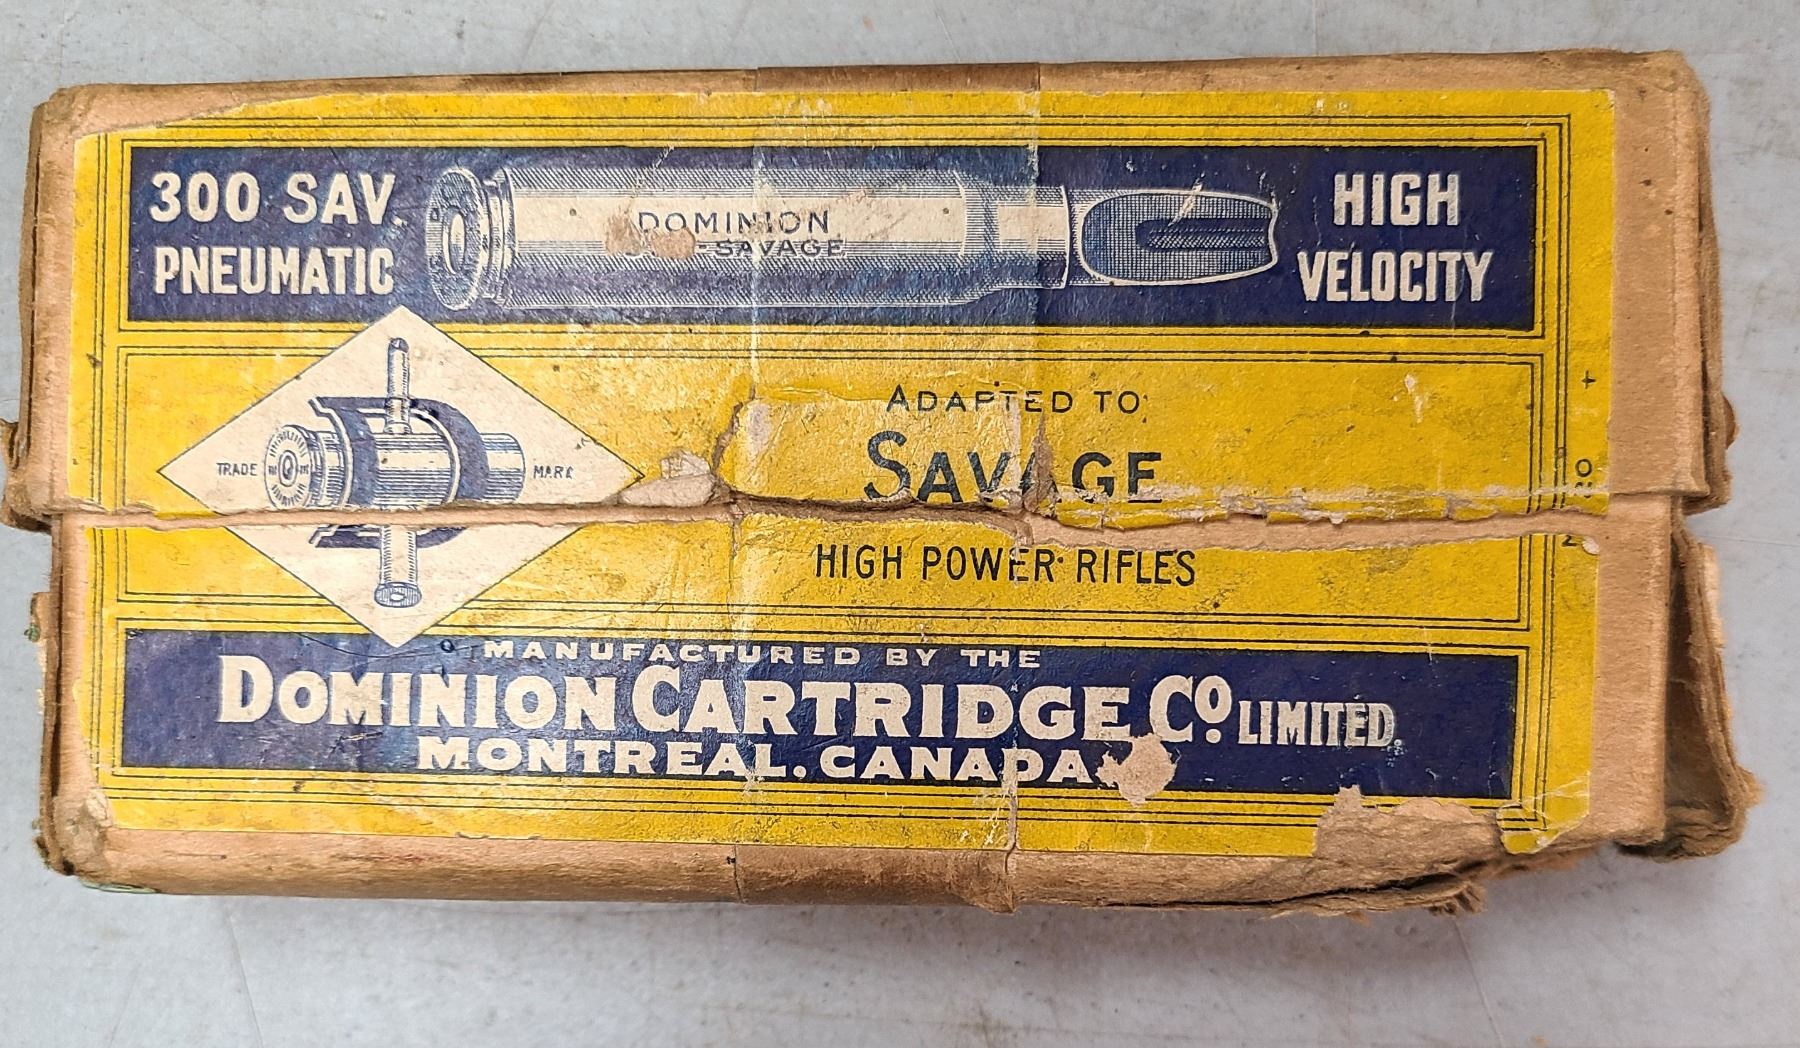 300 SAV.
PNEUMATIC
DOMINION
-SAVAGE
HIGH
VELOCITY
TRADE MARK
ADAPTED TO
SAVAGE
HIGH POWER RIFLES
MANUFACTURED BY THE
DOMINION CARTRIDGE CO. LIMITED.
MONTREAL. CANADA